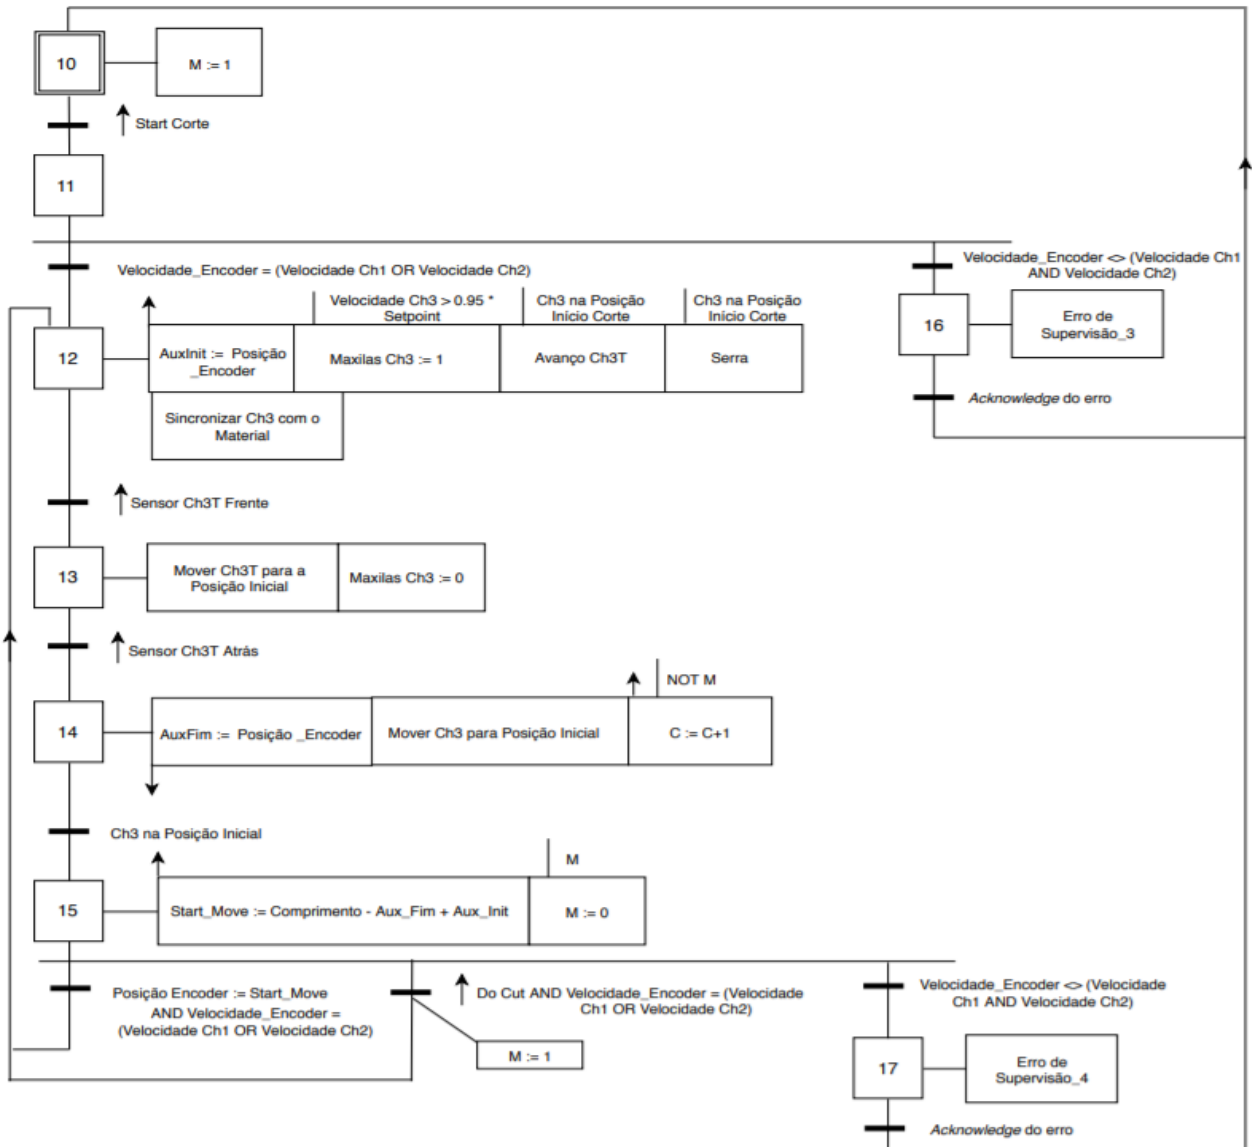 10
M := 1
Start Corte
11
Velocidade_Encoder = (Velocidade Ch1 OR Velocidade Ch2)
Velocidade_Encoder <> (Velocidade Ch1
AND Velocidade Ch2)
Velocidade Ch3 > 0.95 *
Setpoint
Ch3 na Posição
Início Corte
Ch3 na Posição
Início Corte
12
AuxInit := Posição
_Encoder
Maxilas Ch3 := 1
Avanço Ch3T
Serra
16
Erro de
Supervisão_3
Sincronizar Ch3 com o
Material
Acknowledge do erro
Sensor Ch3T Frente
13
Mover Ch3T para a
Posição Inicial
Maxilas Ch3 := 0
Sensor Ch3T Atrás
NOT M
14
AuxFim := Posição _Encoder
Mover Ch3 para Posição Inicial
C := C+1
Ch3 na Posição Inicial
M
15
Start_Move := Comprimento - Aux_Fim + Aux_Init
M := 0
Posição Encoder := Start_Move
AND Velocidade_Encoder =
(Velocidade Ch1 OR Velocidade Ch2)
Do Cut AND Velocidade_Encoder = (Velocidade
Ch1 OR Velocidade Ch2)
Velocidade_Encoder <> (Velocidade
Ch1 AND Velocidade Ch2)
M := 1
17
Erro de
Supervisão_4
Acknowledge do erro